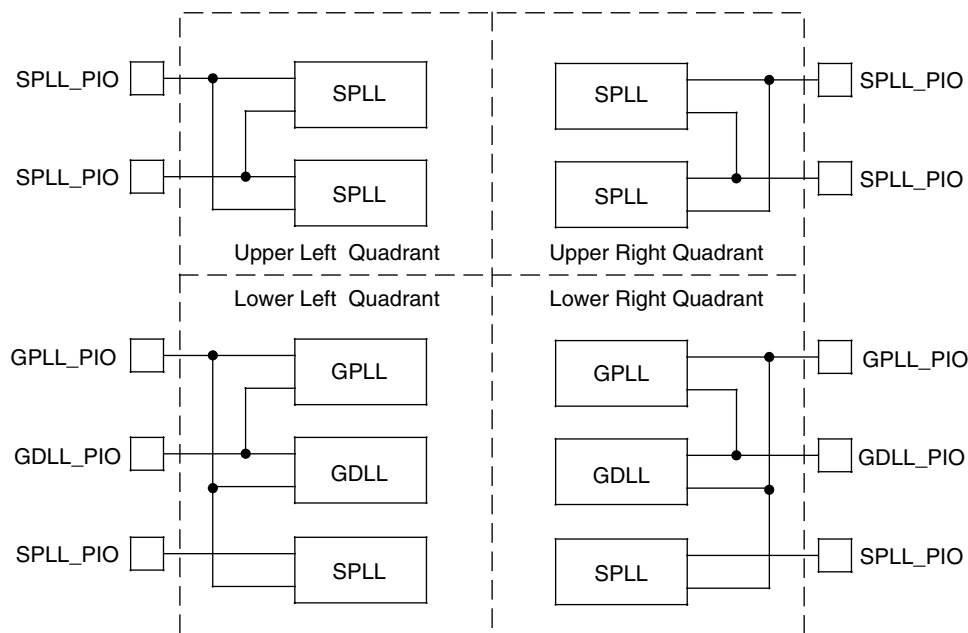 SPLL_PIO
SPLL
SPLL
SPLL_PIO
SPLL_PIO
SPLL
SPLL
SPLL_PIO
Upper Left Quadrant
Upper Right Quadrant
Lower Left Quadrant
Lower Right Quadrant
GPLL_PIO
GPLL
GPLL
GPLL_PIO
GDLL_PIO
GDLL
GDLL
GDLL_PIO
SPLL_PIO
SPLL
SPLL
SPLL_PIO